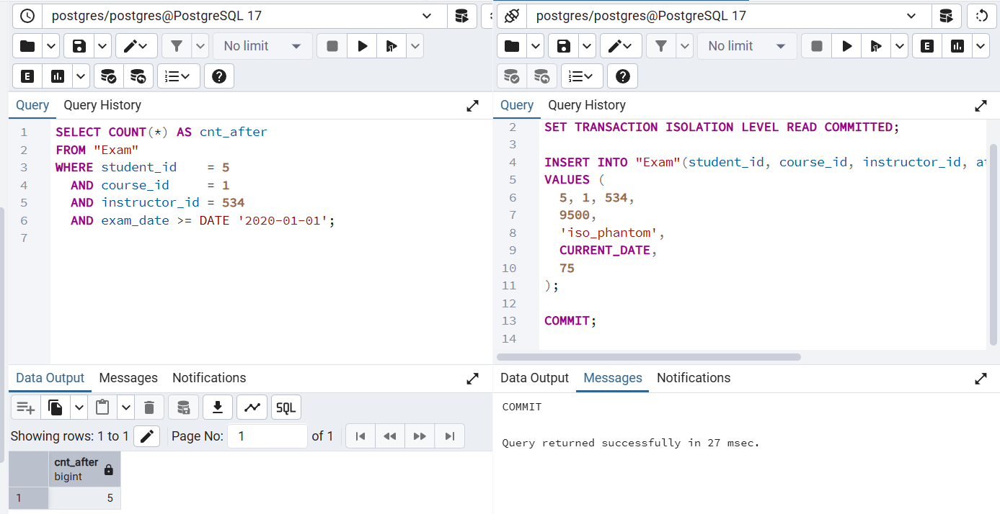 postgres/postgres@PostgreSQL 17
No limit
E
Query Query History
1 SELECT COUNT(*) AS cnt_after
2 FROM "Exam"
3 WHERE student_id = 5
4 AND course_id = 1
5 AND instructor_id = 534
6 AND exam_date >= DATE '2020-01-01';
7
Data Output Messages Notifications
SQL
Showing rows: 1 to 1 Page No: 1 of 1
cnt_after
bigint
1 5
postgres/postgres@PostgreSQL 17
No limit E
Query Query History
2 SET TRANSACTION ISOLATION LEVEL READ COMMITTED;
3
4 INSERT INTO "Exam"(student_id, course_id, instructor_id,
5 VALUES (
6 5, 1, 534,
7 9500,
8 'iso_phantom',
9 CURRENT_DATE,
10 75
11 );
12
13 COMMIT;
14
Data Output Messages Notifications
COMMIT
Query returned successfully in 27 msec.